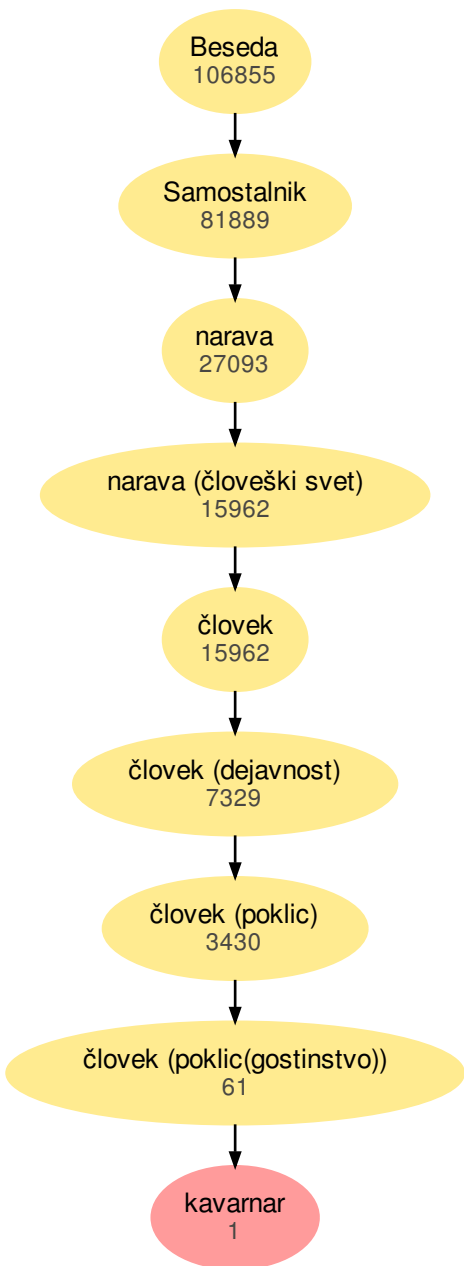 Beseda
106855
Samostalnik
81889
narava
27093
narava (človeški svet)
15962
človek
15962
človek (dejavnost)
7329
človek (poklic)
3430
človek (poklic(gostinstvo))
61
kavarnar
1